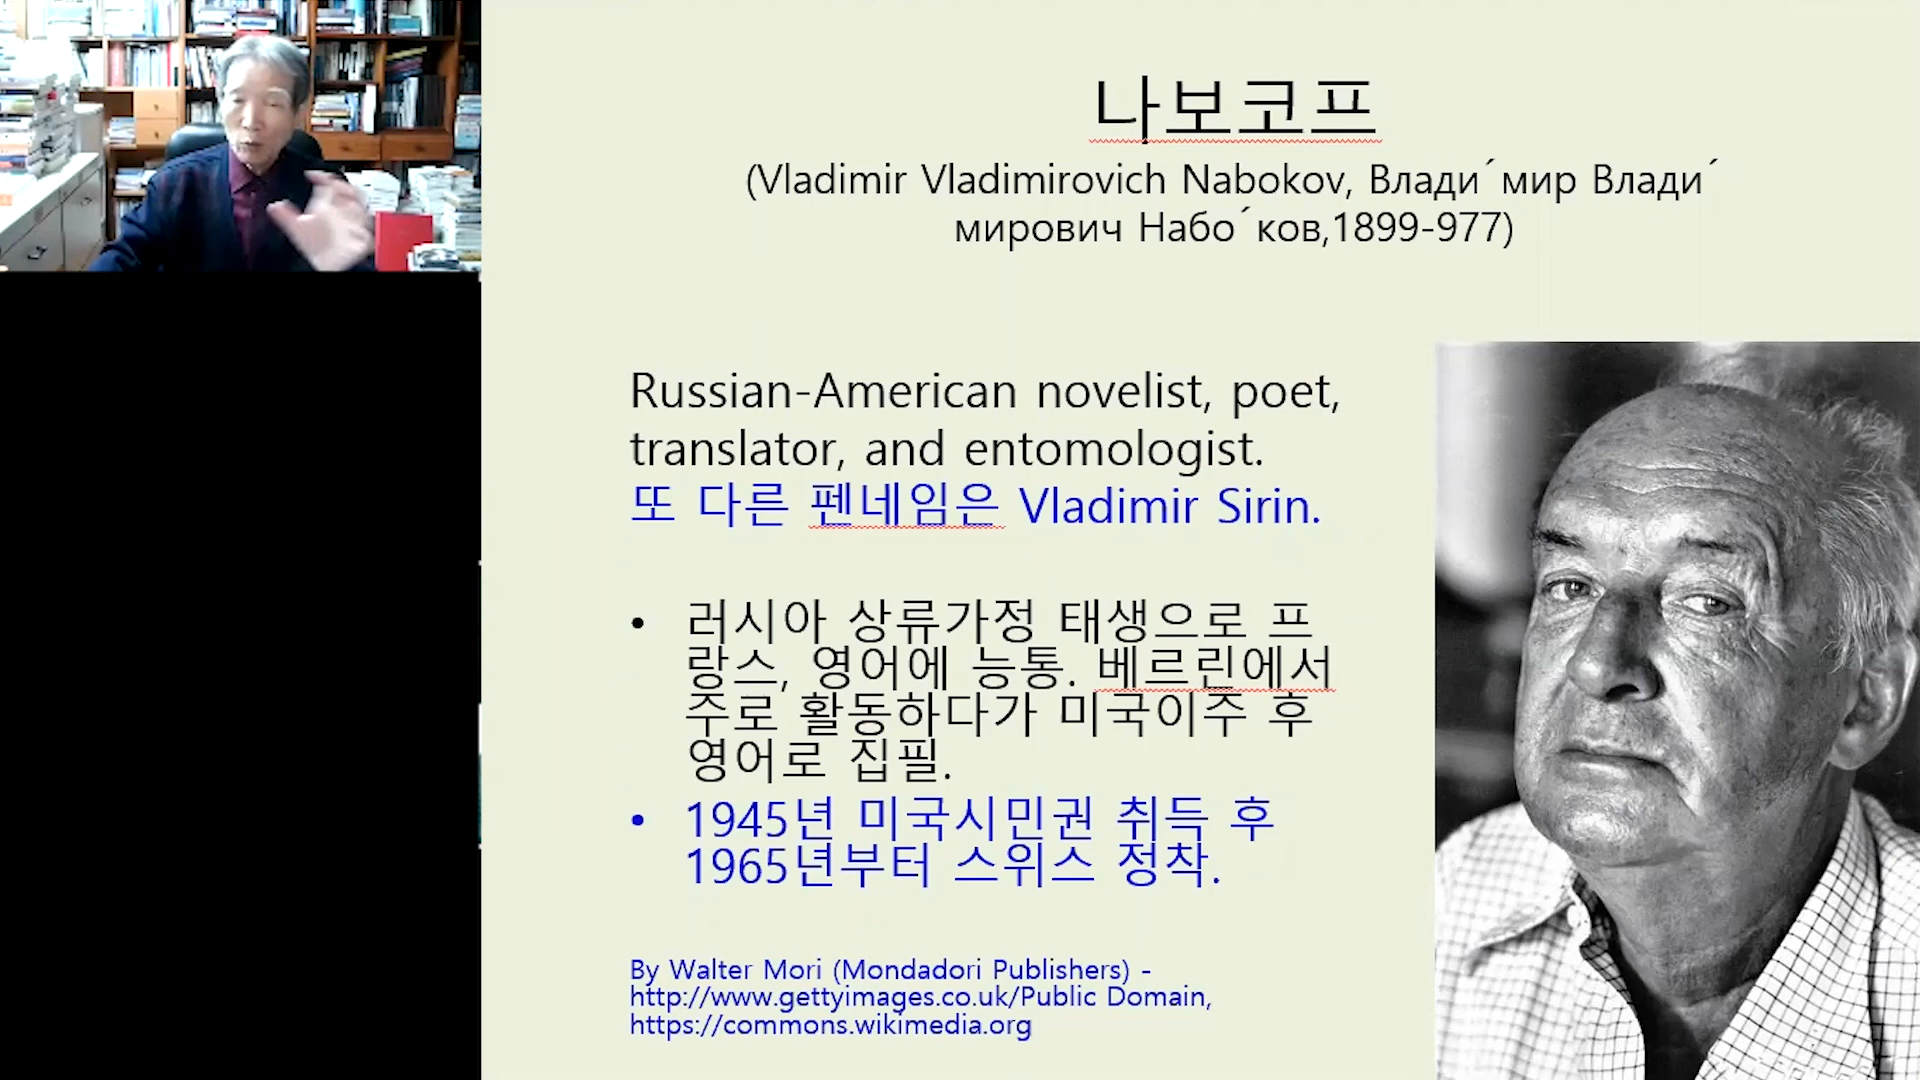 나보코프
(Vladimir Vladimirovich Nabokov, Влади´мир Влади´
мирович Набо´ков,1899-977)
Russian-American novelist, poet,
translator, and entomologist.
또 다른 펜네임은 Vladimir Sirin.
• 러시아 상류가정 태생으로 프
랑스, 영어에 능통. 베르린에서
주로 활동하다가 미국이주 후
영어로 집필.
• 1945년 미국시민권 취득 후
1965년부터 스위스 정착.
By Walter Mori (Mondadori Publishers) -
http://www.gettyimages.co.uk/Public Domain,
https://commons.wikimedia.org